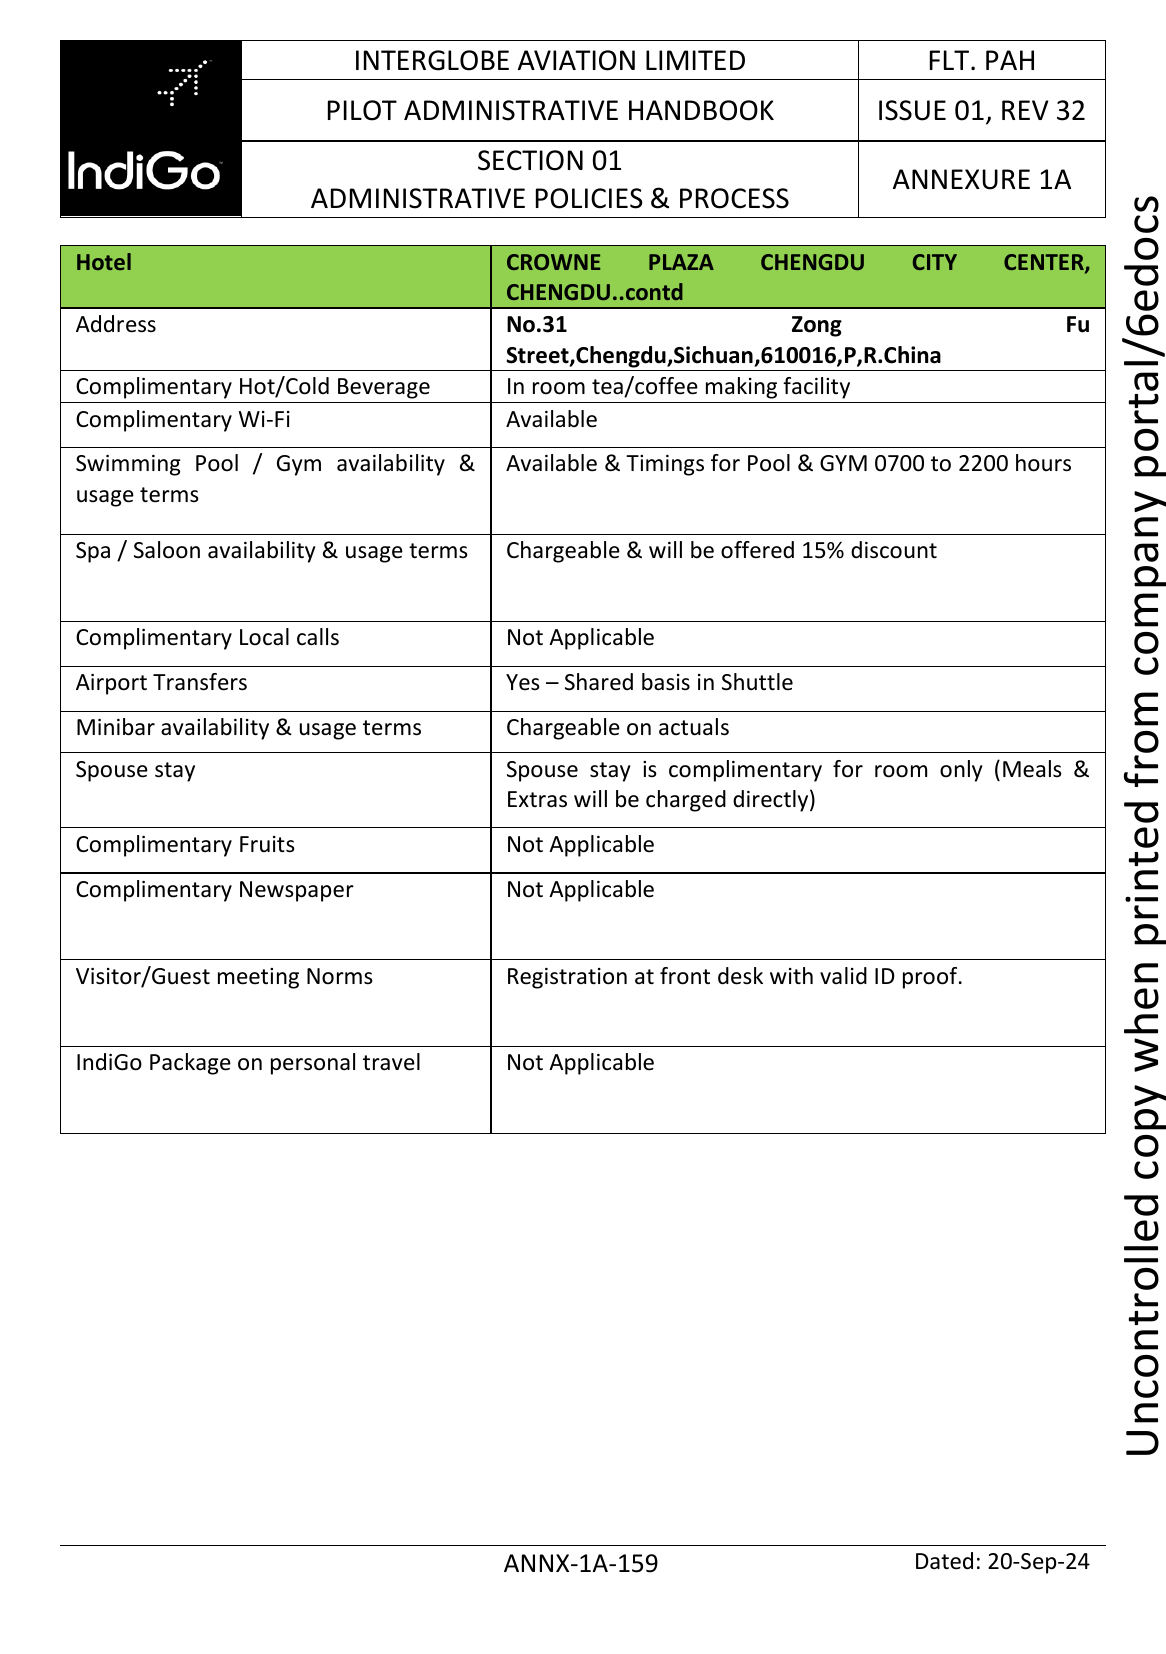 IndiGo
INTERGLOBE AVIATION LIMITED
FLT. PAH
PILOT ADMINISTRATIVE HANDBOOK
ISSUE 01, REV 32
SECTION 01
ADMINISTRATIVE POLICIES & PROCESS
ANNEXURE 1A
Hotel
CROWNE PLAZA CHENGDU CITY CENTER,
CHENGDU..contd
Address
No.31 Zong Fu
Street,Chengdu,Sichuan,610016,P,R.China
Complimentary Hot/Cold Beverage
In room tea/coffee making facility
Complimentary Wi-Fi
Available
Swimming Pool / Gym availability &
usage terms
Available & Timings for Pool & GYM 0700 to 2200 hours
Spa / Saloon availability & usage terms
Chargeable & will be offered 15% discount
Complimentary Local calls
Not Applicable
Airport Transfers
Yes – Shared basis in Shuttle
Minibar availability & usage terms
Chargeable on actuals
Spouse stay
Spouse stay is complimentary for room only (Meals &
Extras will be charged directly)
Complimentary Fruits
Not Applicable
Complimentary Newspaper
Not Applicable
Visitor/Guest meeting Norms
Registration at front desk with valid ID proof.
IndiGo Package on personal travel
Not Applicable
ANNX-1A-159
Dated: 20-Sep-24
Uncontrolled copy when printed from company portal/6edocs